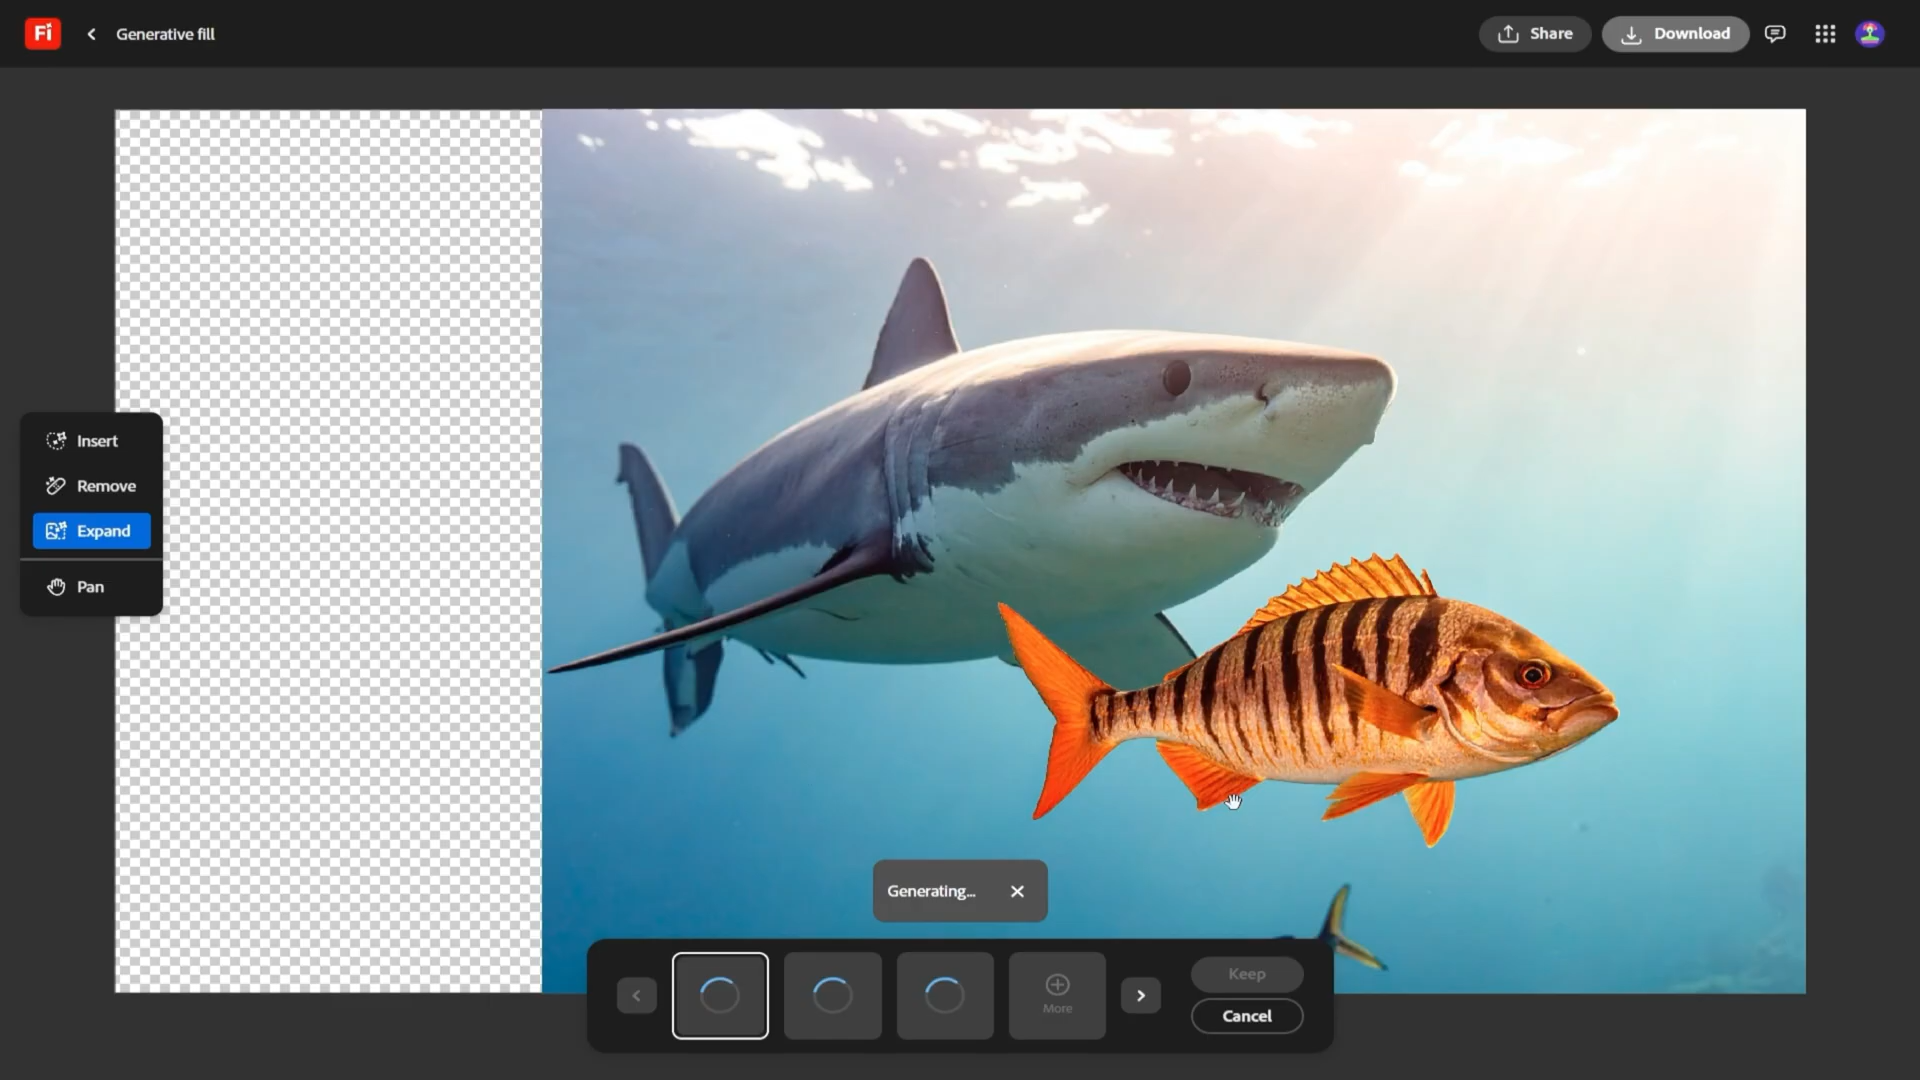 Fi
Generative fill
Share
Download
Insert
Remove
Expand
Pan
Generating...
More
Keep
Cancel